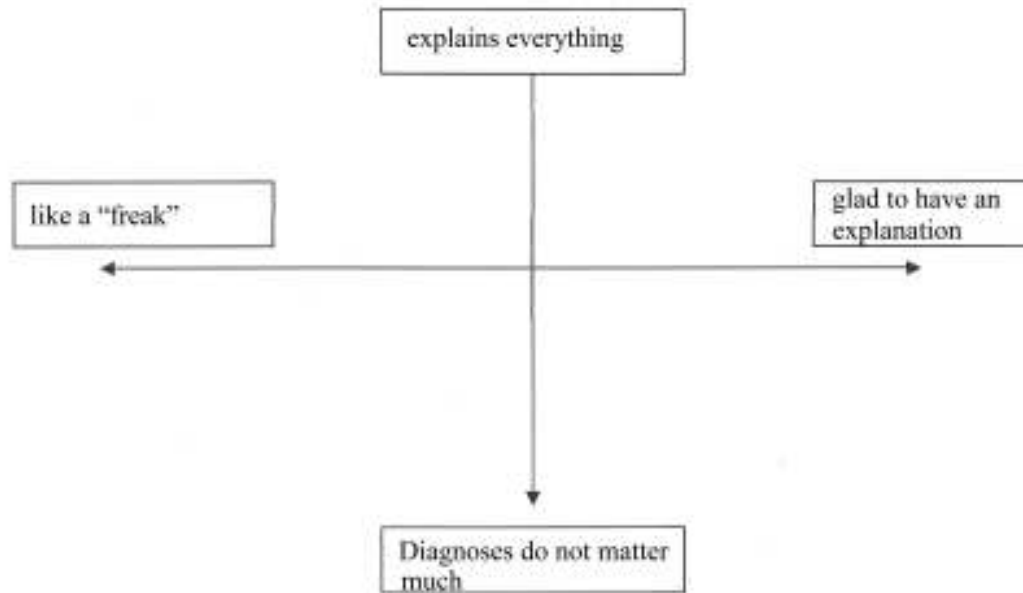 explains everything
like a “freak”
glad to have an
explanation
Diagnoses do not matter
much